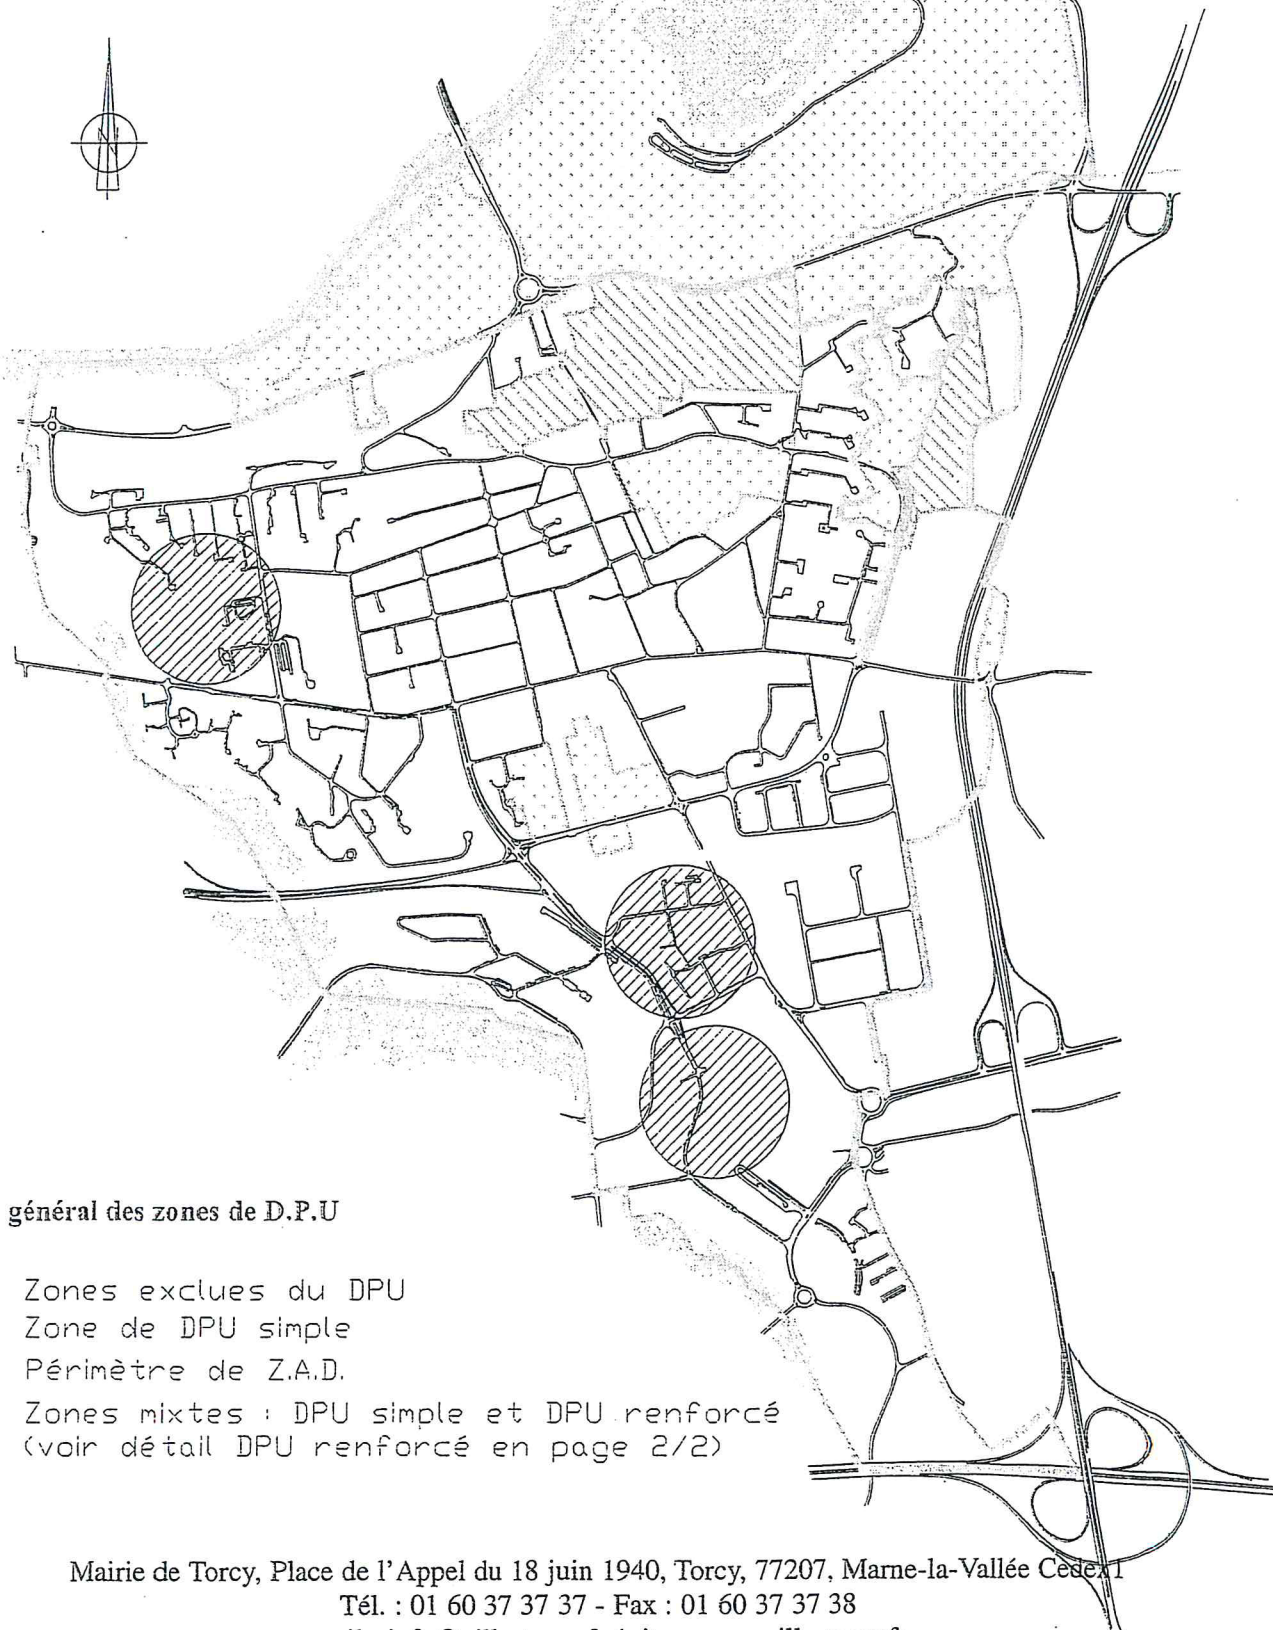 N
général des zones de D.P.U
Zones exclues du DPU
Zone de DPU simple
Périmètre de Z.A.D.
Zones mixtes : DPU simple et DPU renforcé
(voir détail DPU renforcé en page 2/2)
Mairie de Torcy, Place de l'Appel du 18 juin 1940, Torcy, 77207, Marne-la-Vallée Cedex 1
Tél. : 01 60 37 37 37 - Fax : 01 60 37 37 38